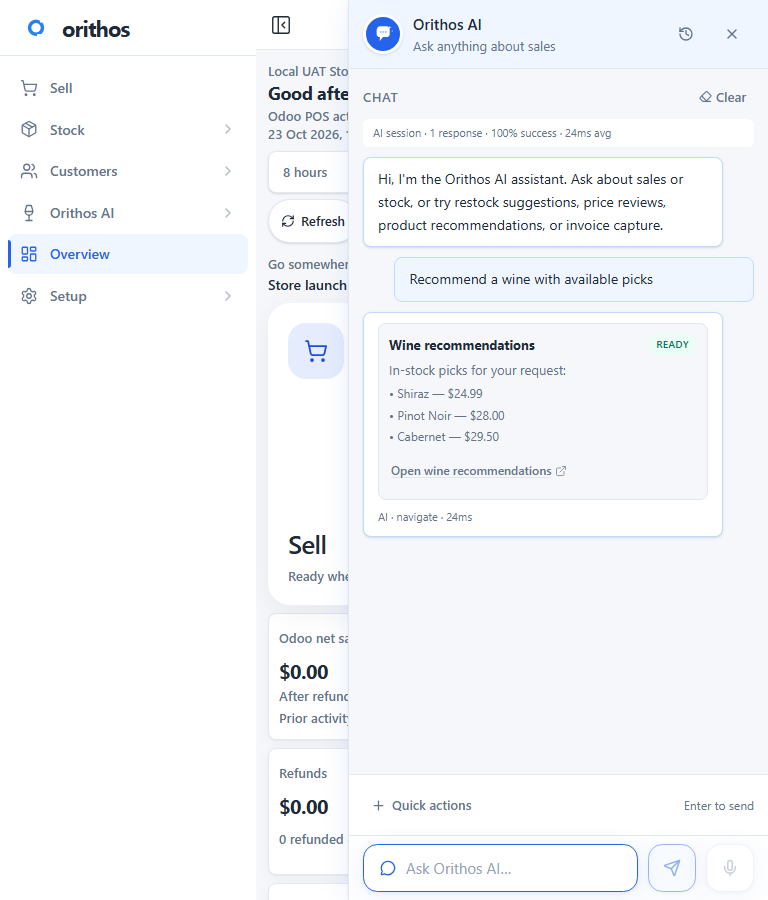 orithos
Sell
Stock
Customers
Orithos AI
Overview
Setup
Local UAT Sto
Good afte
Odoo POS act
23 Oct 2026,
8 hours
Refresh
Go somewher
Store launch
Sell
Ready whe
Odoo net sa
$0.00
After refund
Prior activity
Refunds
$0.00
0 refunded
Orithos AI
Ask anything about sales
CHAT
Clear
AI session · 1 response · 100% success · 24ms avg
Hi, I'm the Orithos AI assistant. Ask about sales or
stock, or try restock suggestions, price reviews,
product recommendations, or invoice capture.
Recommend a wine with available picks
Wine recommendations
READY
In-stock picks for your request:
• Shiraz — $24.99
• Pinot Noir — $28.00
• Cabernet — $29.50
Open wine recommendations
AI · navigate · 24ms
Quick actions
Enter to send
Ask Orithos AI...